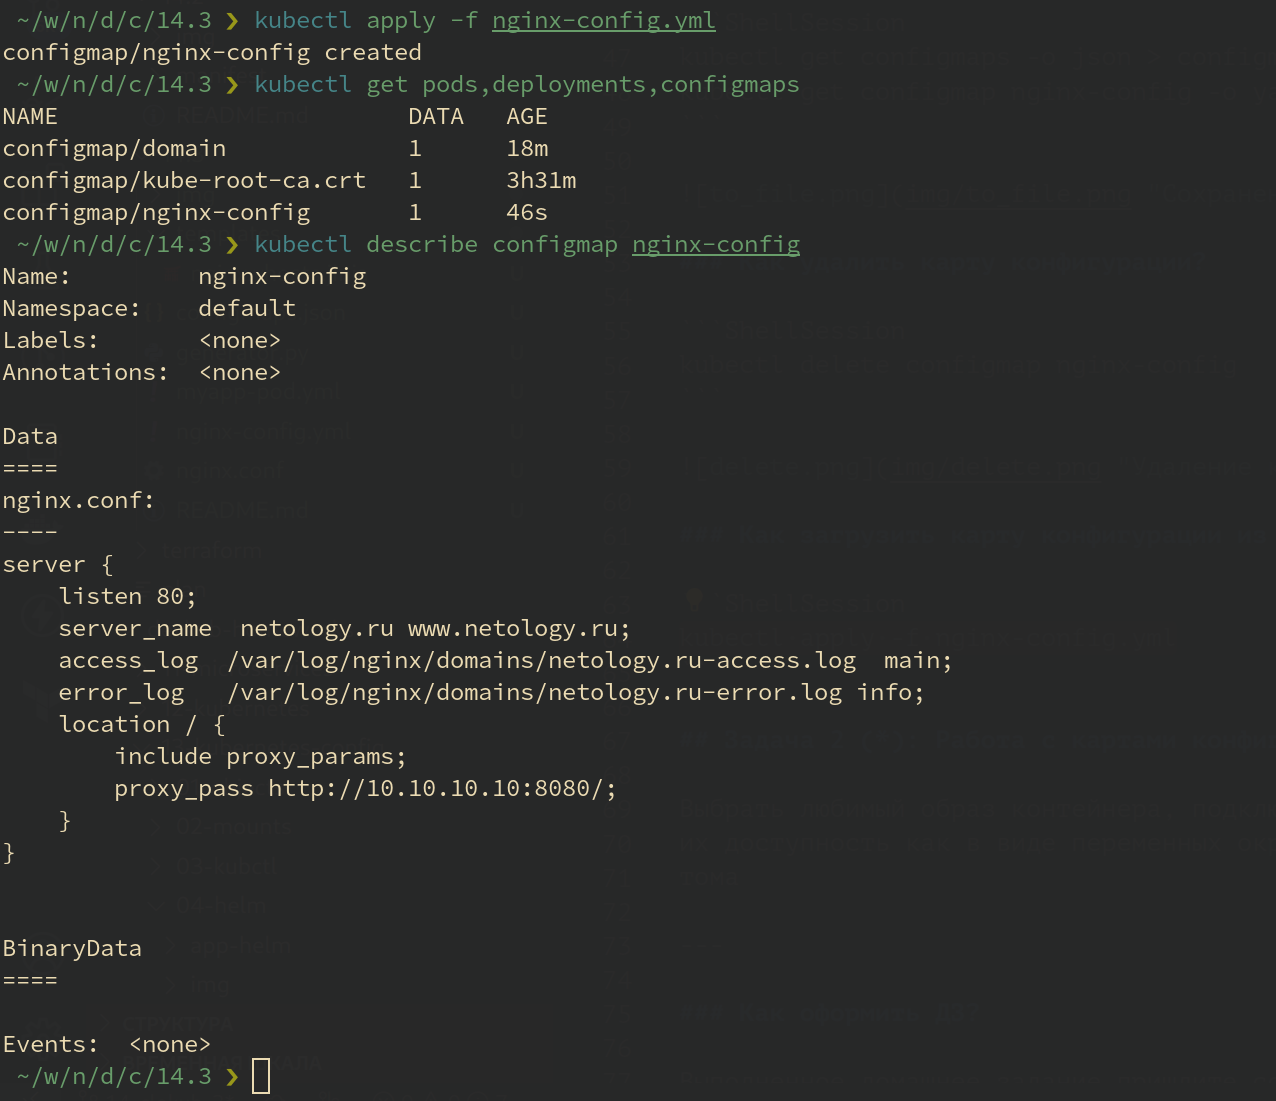 ~/w/n/d/c/14.3 ❯ kubectl apply -f nginx-config.yml
configmap/nginx-config created
~/w/n/d/c/14.3 ❯ kubectl get pods,deployments,configmaps
NAME                         DATA   AGE
configmap/domain             1      18m
configmap/kube-root-ca.crt   1      3h31m
configmap/nginx-config       1      46s
~/w/n/d/c/14.3 ❯ kubectl describe configmap nginx-config
Name:         nginx-config
Namespace:    default
Labels:       <none>
Annotations:  <none>

Data
====
nginx.conf:
----
server {
    listen 80;
    server_name  netology.ru www.netology.ru;
    access_log  /var/log/nginx/domains/netology.ru-access.log  main;
    error_log   /var/log/nginx/domains/netology.ru-error.log info;
    location / {
        include proxy_params;
        proxy_pass http://10.10.10.10:8080/;
    }
}

BinaryData
====

Events:  <none>
~/w/n/d/c/14.3 ❯